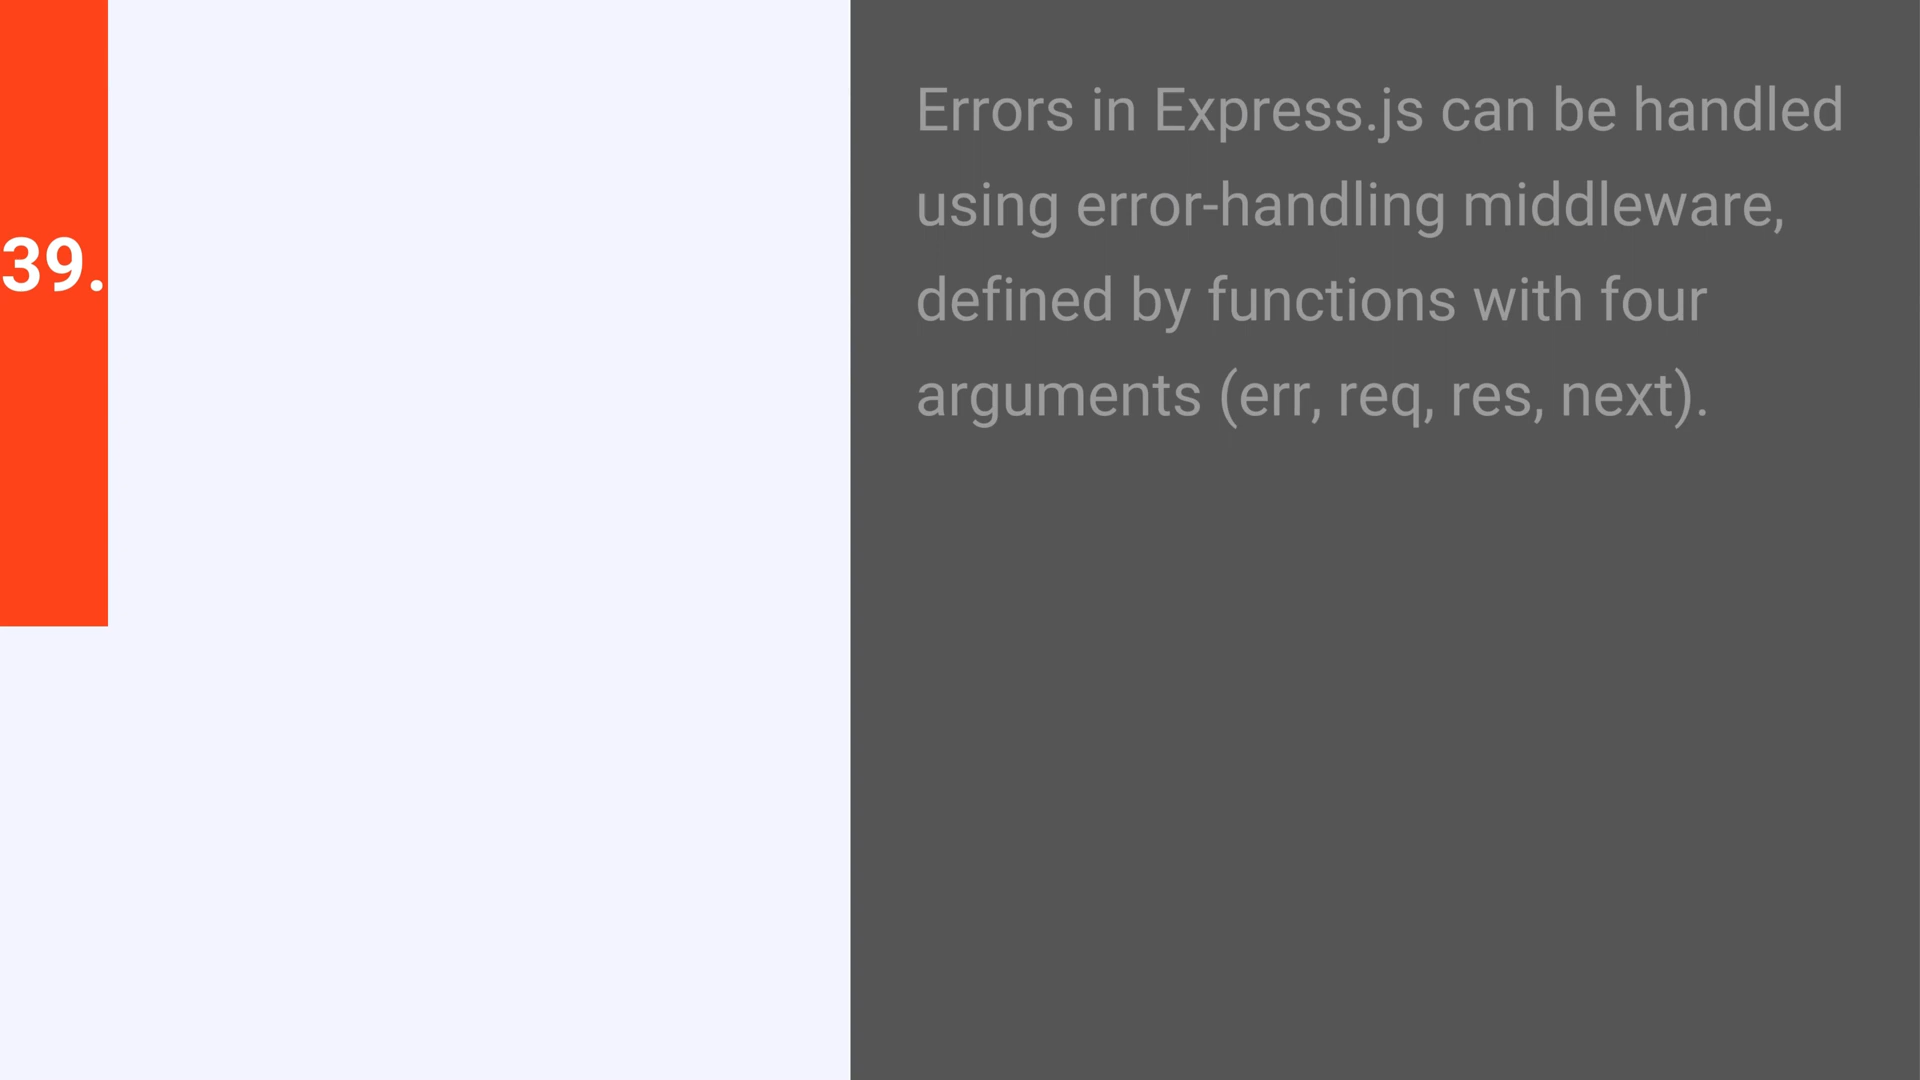 39.
Errors in Express.js can be handled
using error-handling middleware,
defined by functions with four
arguments (err, req, res, next).